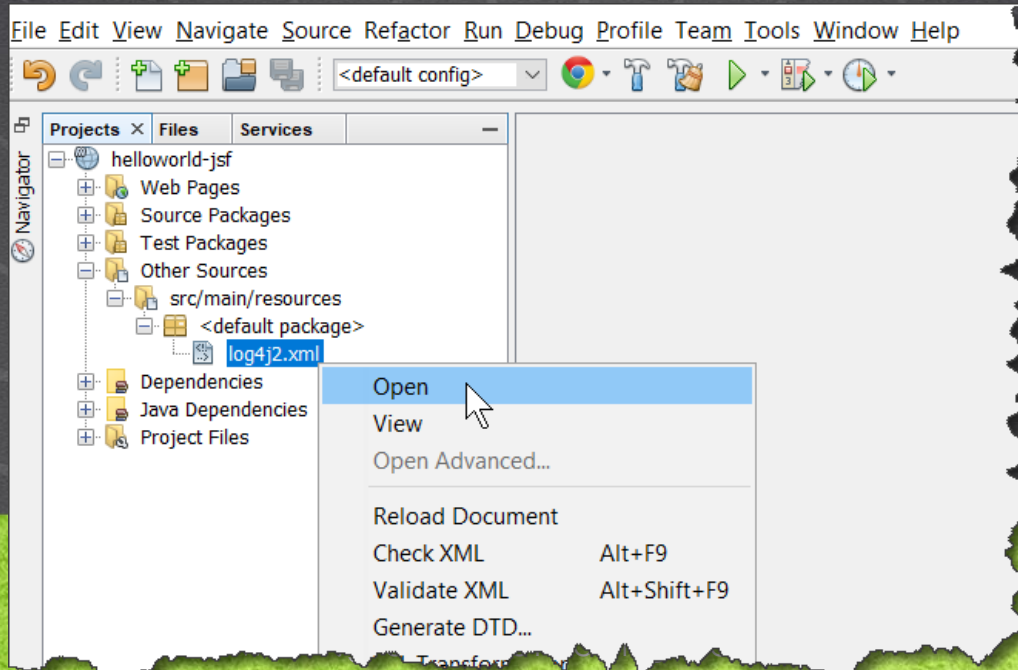 File Edit View Navigate Source Refactor Run Debug Profile Team Tools Window Help
<default config>
Projects Files Services
Navigator
helloworld-jsf
Web Pages
Source Packages
Test Packages
Other Sources
src/main/resources
<default package>
log4j2.xml
Dependencies
Java Dependencies
Project Files
Open
View
Open Advanced...
Reload Document
Check XML Alt+F9
Validate XML Alt+Shift+F9
Generate DTD...